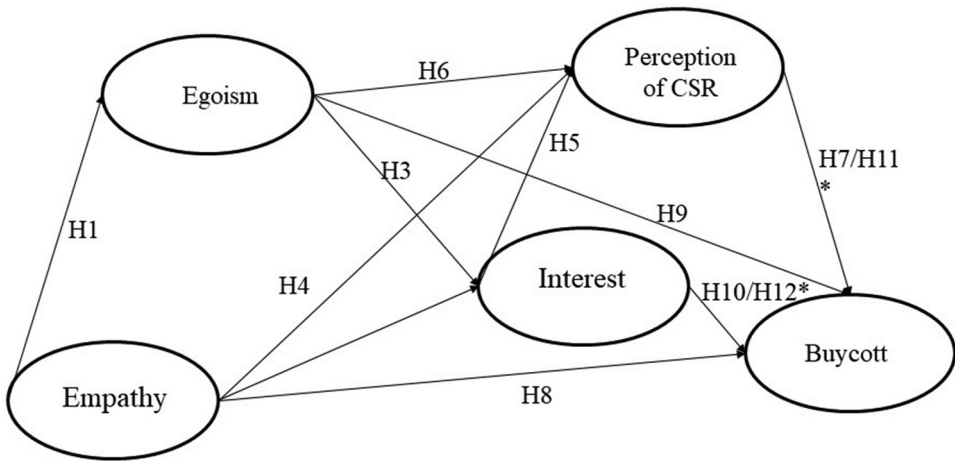 Egoism
H6
Perception
of CSR
H5
H3
H7/H11
*
H1
H9
H4
Interest
H10/H12*
Buycott
Empathy
H8